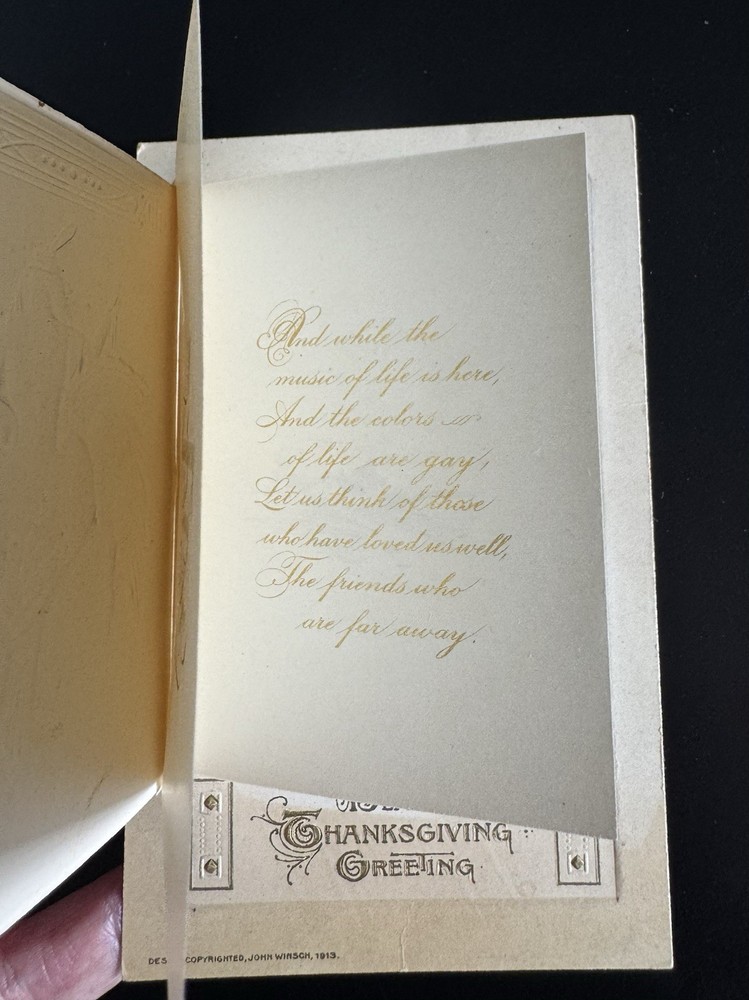 And while the
music of life is here,
And the colors
of life are gay,
Let us think of those
who have loved us well,
The friends who
are far away.
THANKSGIVING
GREETING
COPYRIGHTED, JOHN WINSCH, 1913.